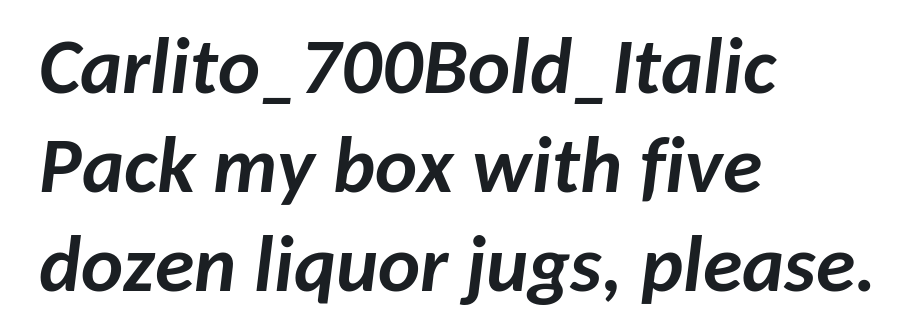 Carlito_700Bold_Italic
Pack my box with five
dozen liquor jugs, please.